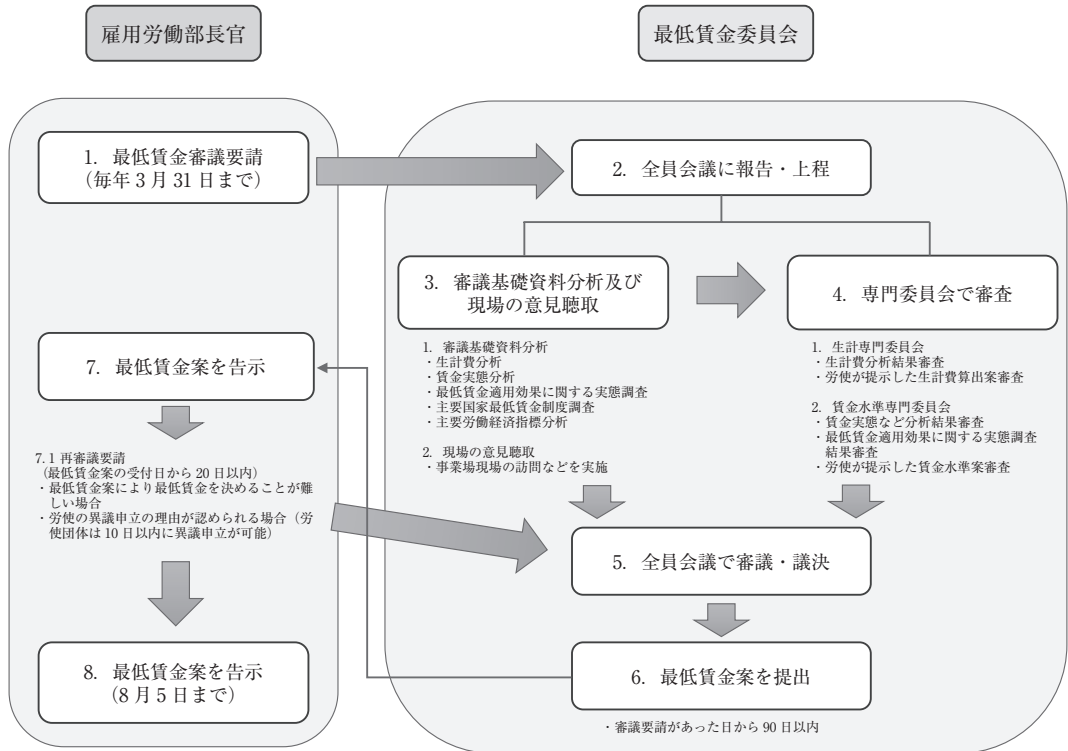 雇用労働部長官
最低賃金委員会
1. 最低賃金審議要請
(毎年 3 月 31 日まで)
2. 全員会議に報告・上程
3. 審議基礎資料分析及び
現場の意見聴取
4. 専門委員会で審査
1. 審議基礎資料分析
・生計費分析
・賃金実態分析
・最低賃金適用効果に関する実態調査
・主要国家最低賃金制度調査
・主要労働経済指標分析
2. 現場の意見聴取
・事業場現場の訪問などを実施
1. 生計専門委員会
・生計費分析結果審査
・労使が提示した生計費算出案審査
2. 賃金水準専門委員会
・賃金実態など分析結果審査
・最低賃金適用効果に関する実態調査
結果審査
・労使が提示した賃金水準案審査
5. 全員会議で審議・議決
6. 最低賃金案を提出
・審議要請があった日から 90 日以内
7. 最低賃金案を告示
7.1 再審議要請
(最低賃金案の受付日から 20 日以内)
・最低賃金案により最低賃金を決めることが難
しい場合
・労使の異議申立の理由が認められる場合（労
使団体は 10 日以内に異議申立が可能）
8. 最低賃金案を告示
(8 月 5 日まで)